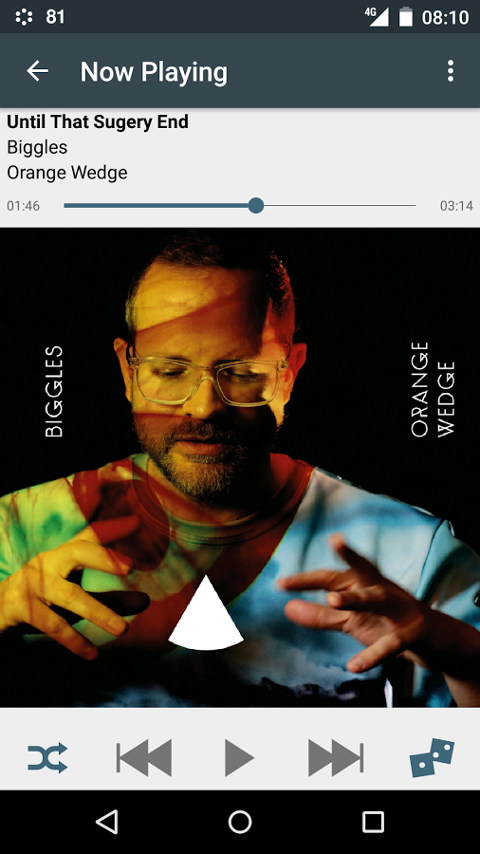 81
4G
08:10
Now Playing
Until That Sugery End
Biggles
Orange Wedge
01:46
03:14
BIGGLES
ORANGE
WEDGE